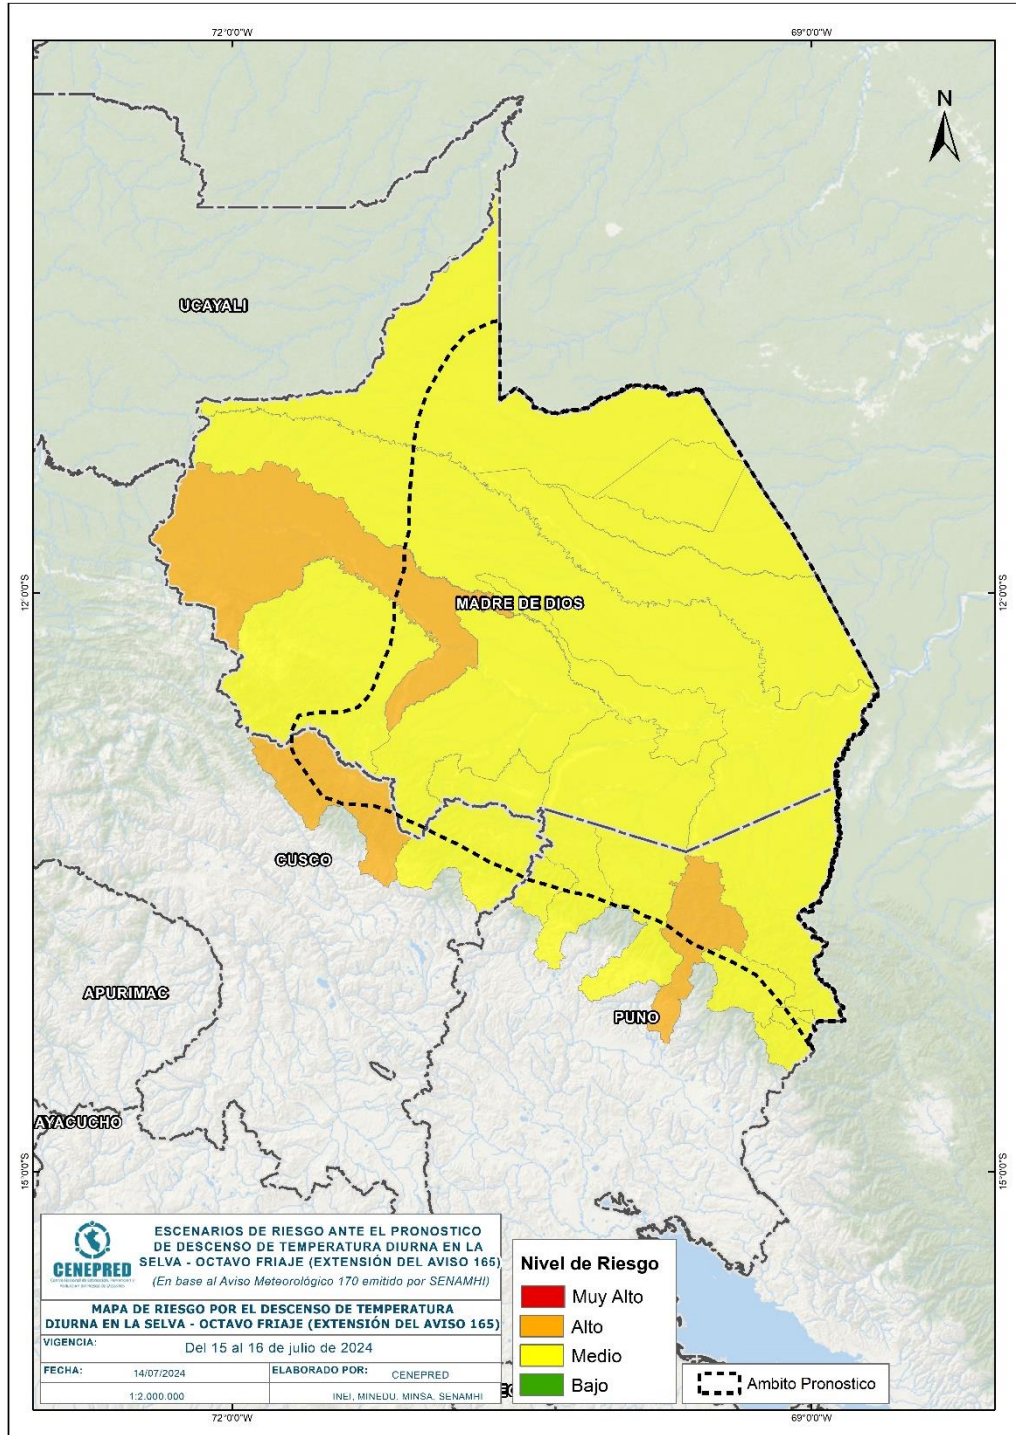 72°0'0"W
69°0'0"W
N
UCAYALI
12°0'0"S
12°0'0"S
MADRE DE DIOS
CUSCO
APURIMAC
PUNO
AYACUCHO
15°0'0"S
15°0'0"S
CENEPRED
ESCENARIOS DE RIESGO ANTE EL PRONOSTICO
DE DESCENSO DE TEMPERATURA DIURNA EN LA
SELVA - OCTAVO FRIAJE (EXTENSIÓN DEL AVISO 165)
(En base al Aviso Meteorológico 170 emitido por SENAMHI)
MAPA DE RIESGO POR EL DESCENSO DE TEMPERATURA
DIURNA EN LA SELVA - OCTAVO FRIAJE (EXTENSIÓN DEL AVISO 165)
VIGENCIA:
Del 15 al 16 de julio de 2024
FECHA:
14/07/2024
ELABORADO POR:
CENEPRED
1:2.000.000
INEI, MINEDU, MINSA, SENAMHI
Nivel de Riesgo
Muy Alto
Alto
Medio
Bajo
Ambito Pronostico
72°0'0"W
69°0'0"W